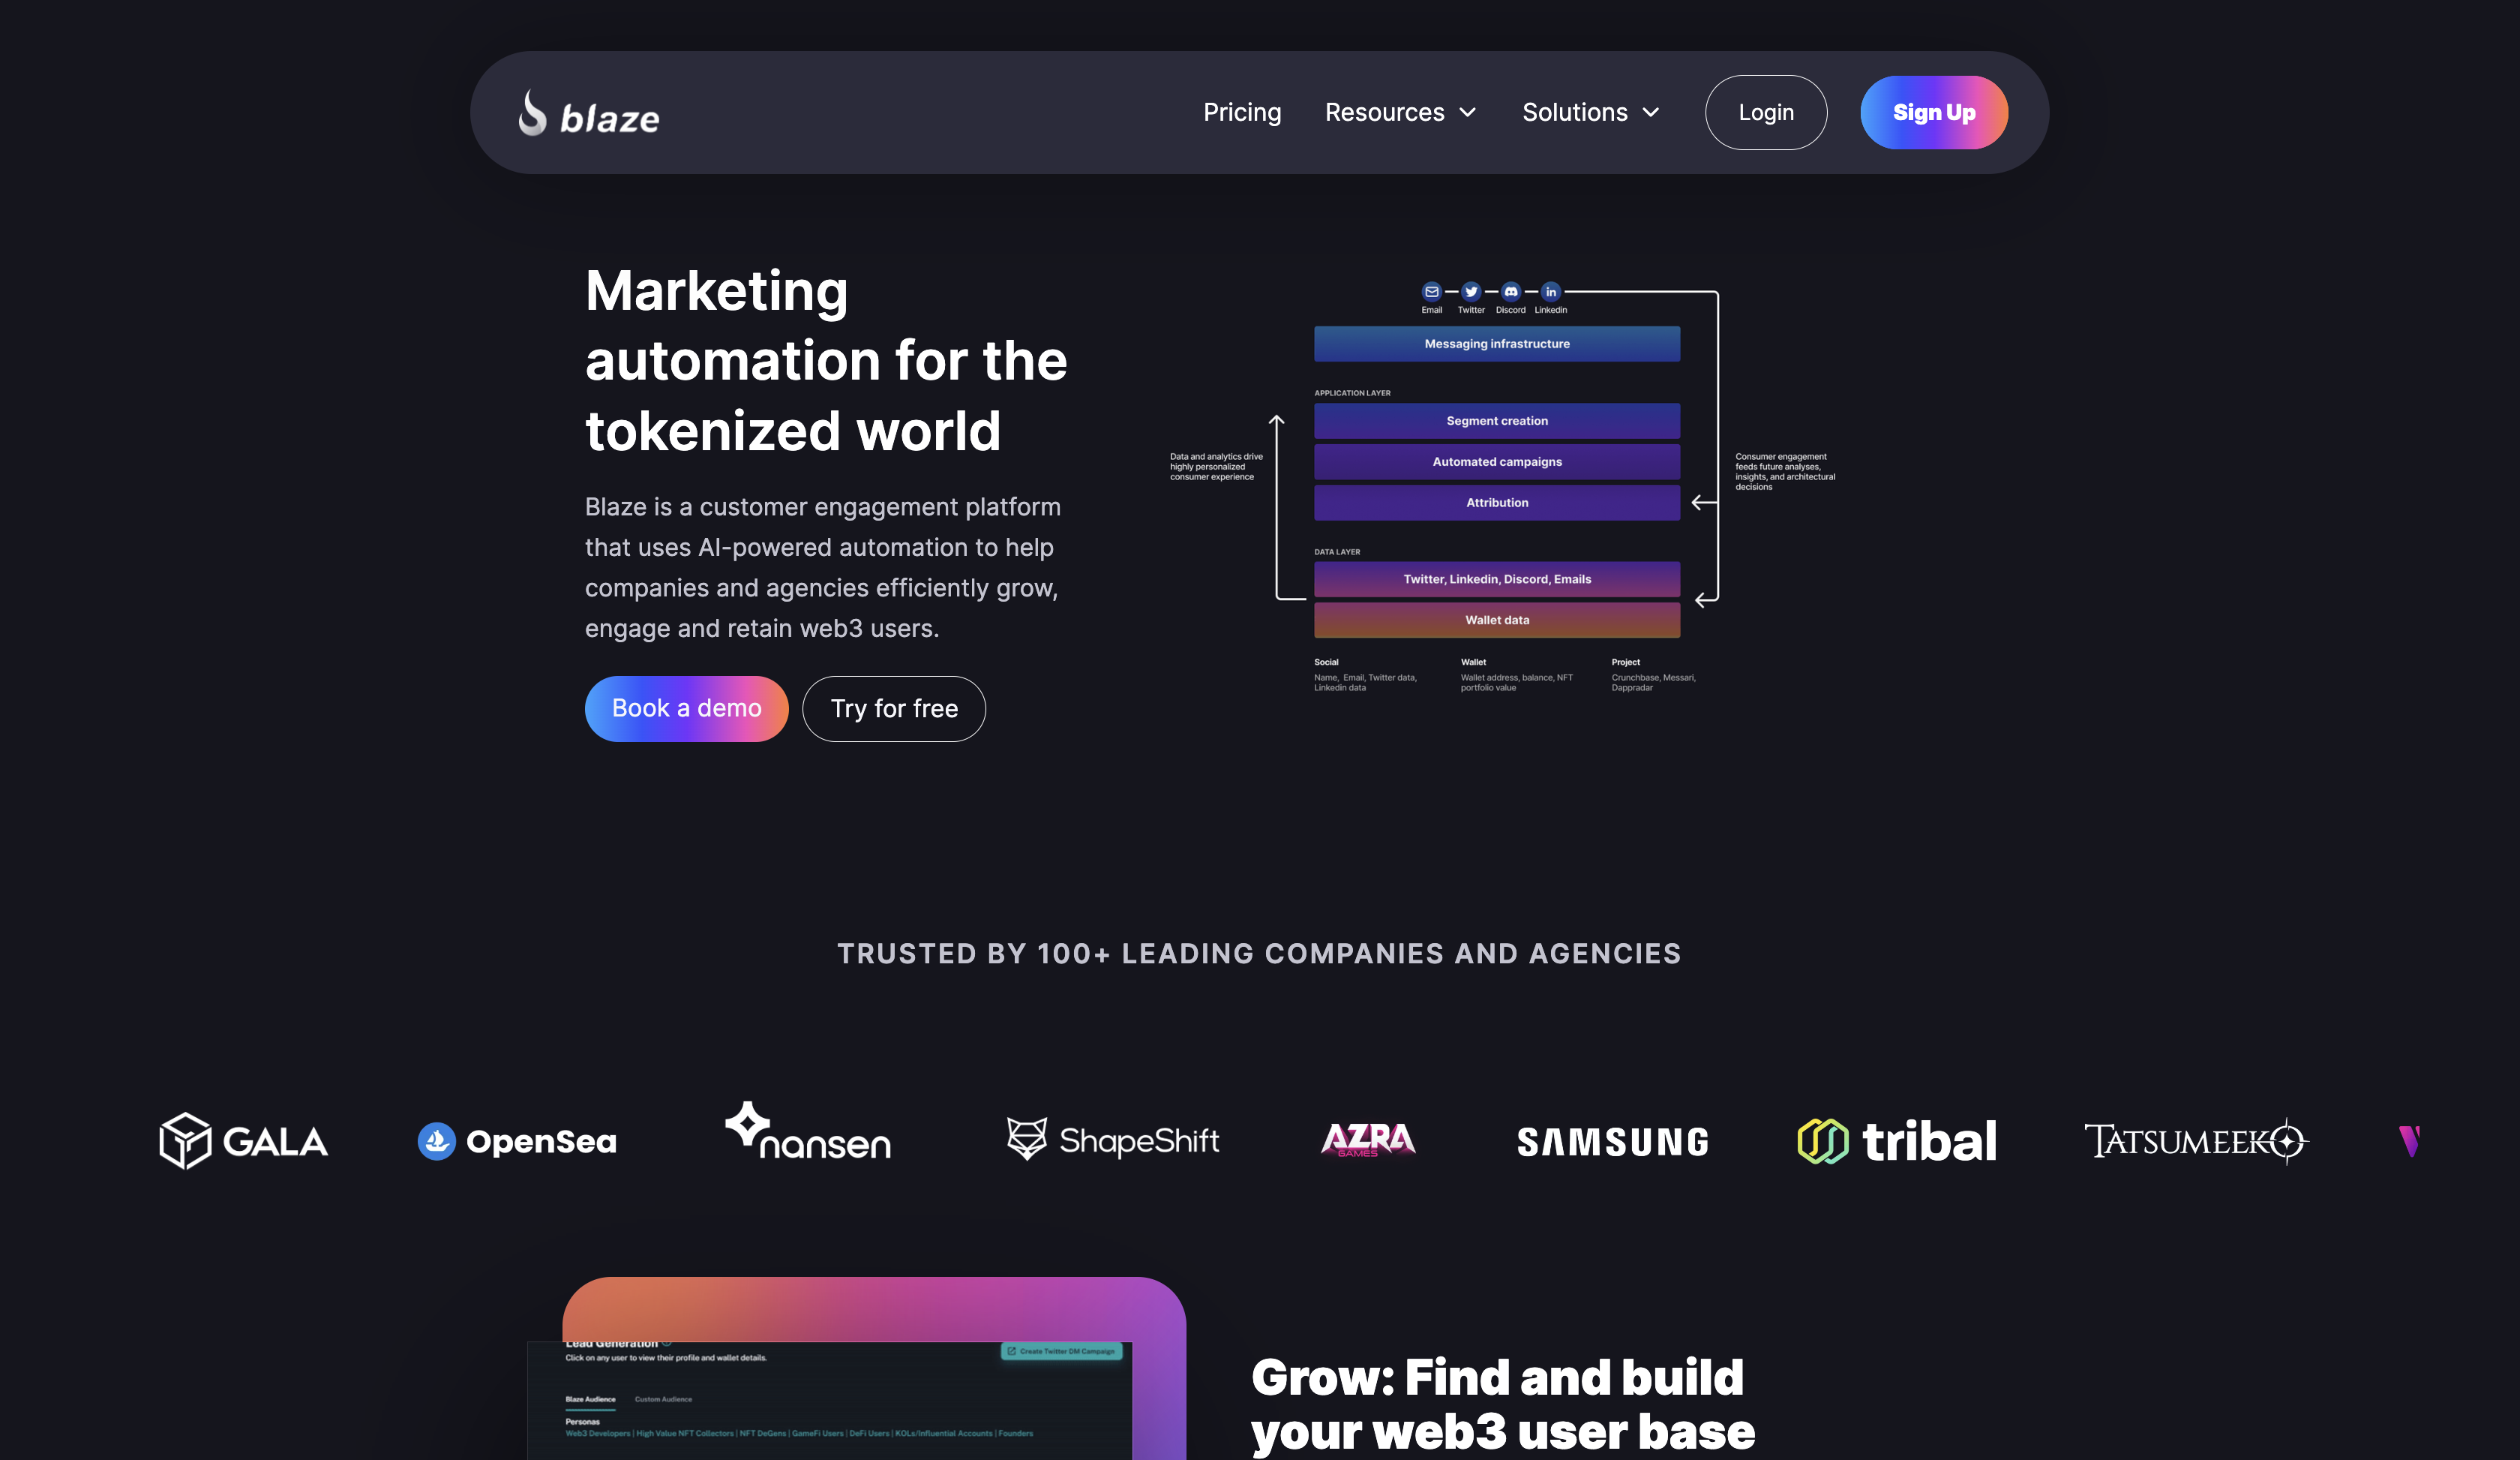 blaze
Pricing
Resources
Solutions
Login
Sign Up
Marketing
automation for the
tokenized world
Blaze is a customer engagement platform
that uses AI-powered automation to help
companies and agencies efficiently grow,
engage and retain web3 users.
Book a demo
Try for free
Email
Twitter
Discord
Linkedin
Messaging infrastructure
APPLICATION LAYER
Segment creation
Automated campaigns
Attribution
Data and analytics drive
highly personalized
consumer experience
Consumer engagement
feeds future analyses,
insights, and architectural
decisions
DATA LAYER
Twitter, Linkedin, Discord, Emails
Wallet data
Social
Name, Email, Twitter data,
Linkedin data
Wallet
Wallet address, balance, NFT
portfolio value
Project
Crunchbase, Messari,
Dappradar
TRUSTED BY 100+ LEADING COMPANIES AND AGENCIES
GALA
OpenSea
nansen
ShapeShift
AZRA
GAMES
SAMSUNG
tribal
TATSUMEEKO
Lead Generation
Click on any user to view their profile and wallet details.
Create Twitter DM Campaign
Blaze Audience
Custom Audience
Personas
Web3 Developers | High Value NFT Collectors | NFT DeGens | GameFi Users | DeFi Users | KOLs/Influential Accounts | Founders
Grow: Find and build
your web3 user base